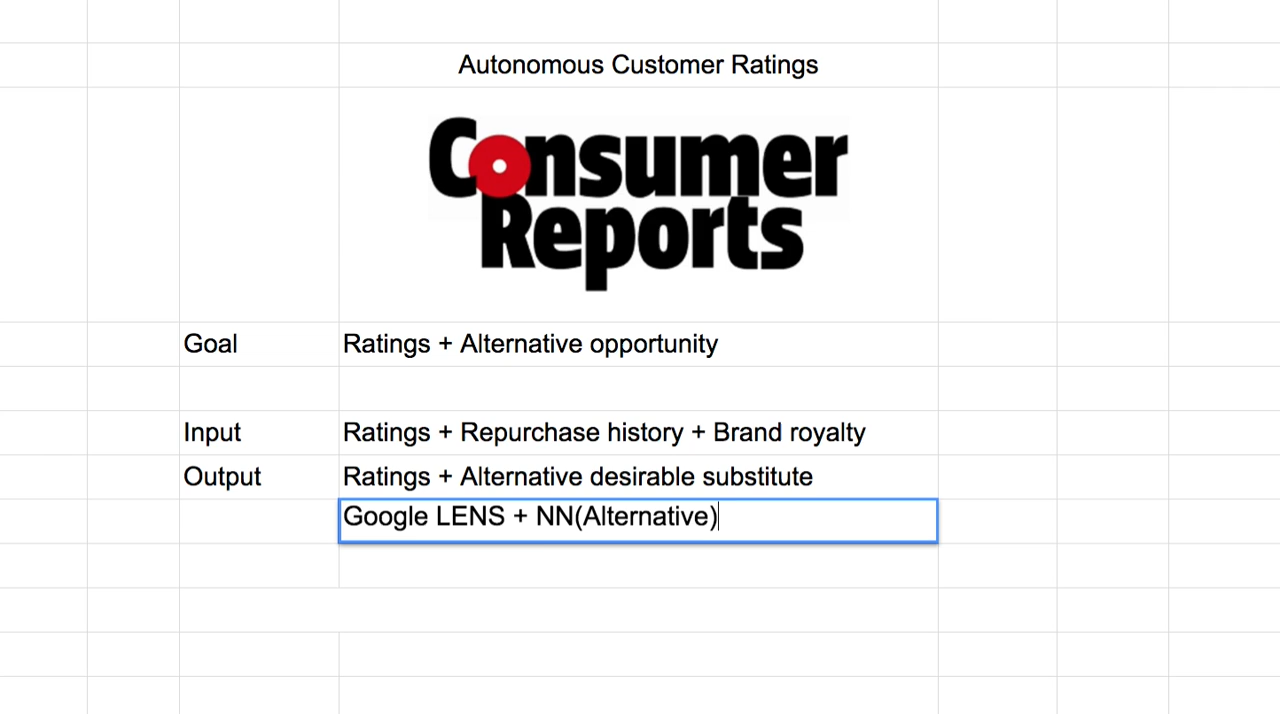 Autonomous Customer Ratings
Consumer
Reports
Goal Ratings + Alternative opportunity
Input Ratings + Repurchase history + Brand royalty
Output Ratings + Alternative desirable substitute
Google LENS + NN(Alternative)